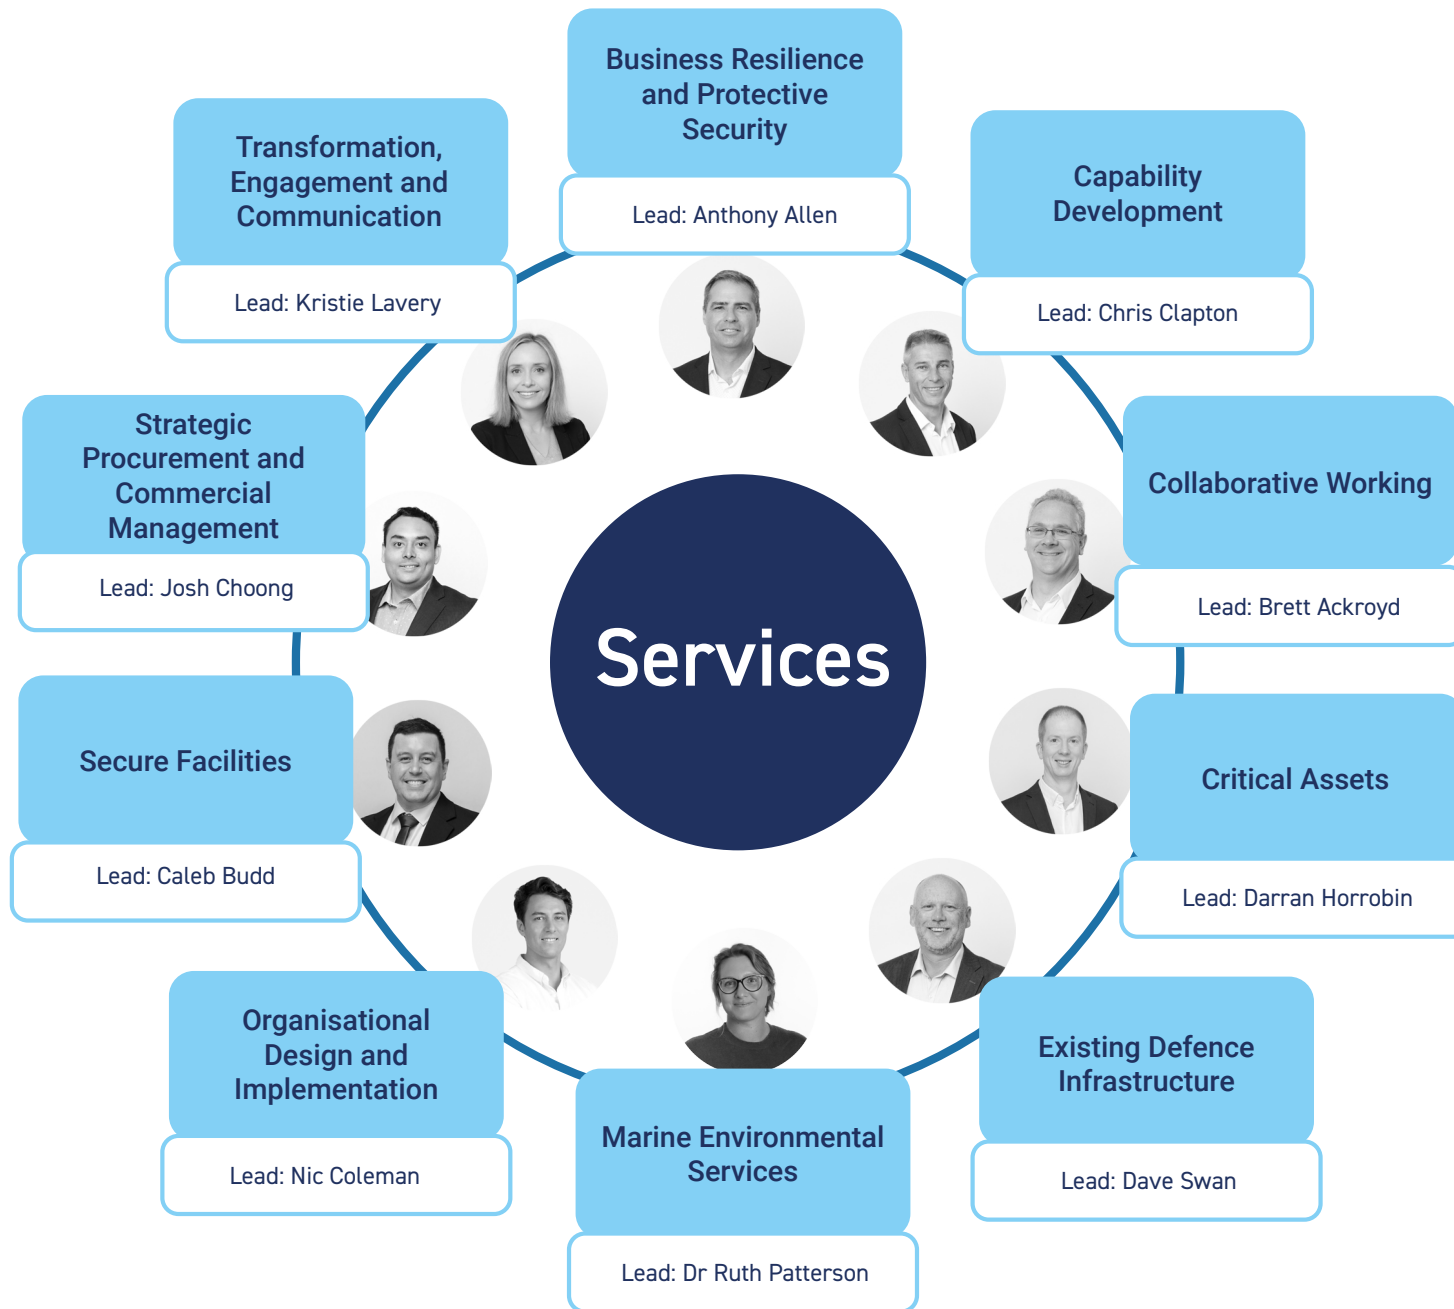 Business Resilience
and Protective
Security
Lead: Anthony Allen
Capability
Development
Lead: Chris Clapton
Collaborative Working
Lead: Brett Ackroyd
Critical Assets
Lead: Darran Horrobin
Existing Defence
Infrastructure
Lead: Dave Swan
Marine Environmental
Services
Lead: Dr Ruth Patterson
Organisational
Design and
Implementation
Lead: Nic Coleman
Secure Facilities
Lead: Caleb Budd
Strategic
Procurement and
Commercial
Management
Lead: Josh Choong
Transformation,
Engagement and
Communication
Lead: Kristie Lavery
Services